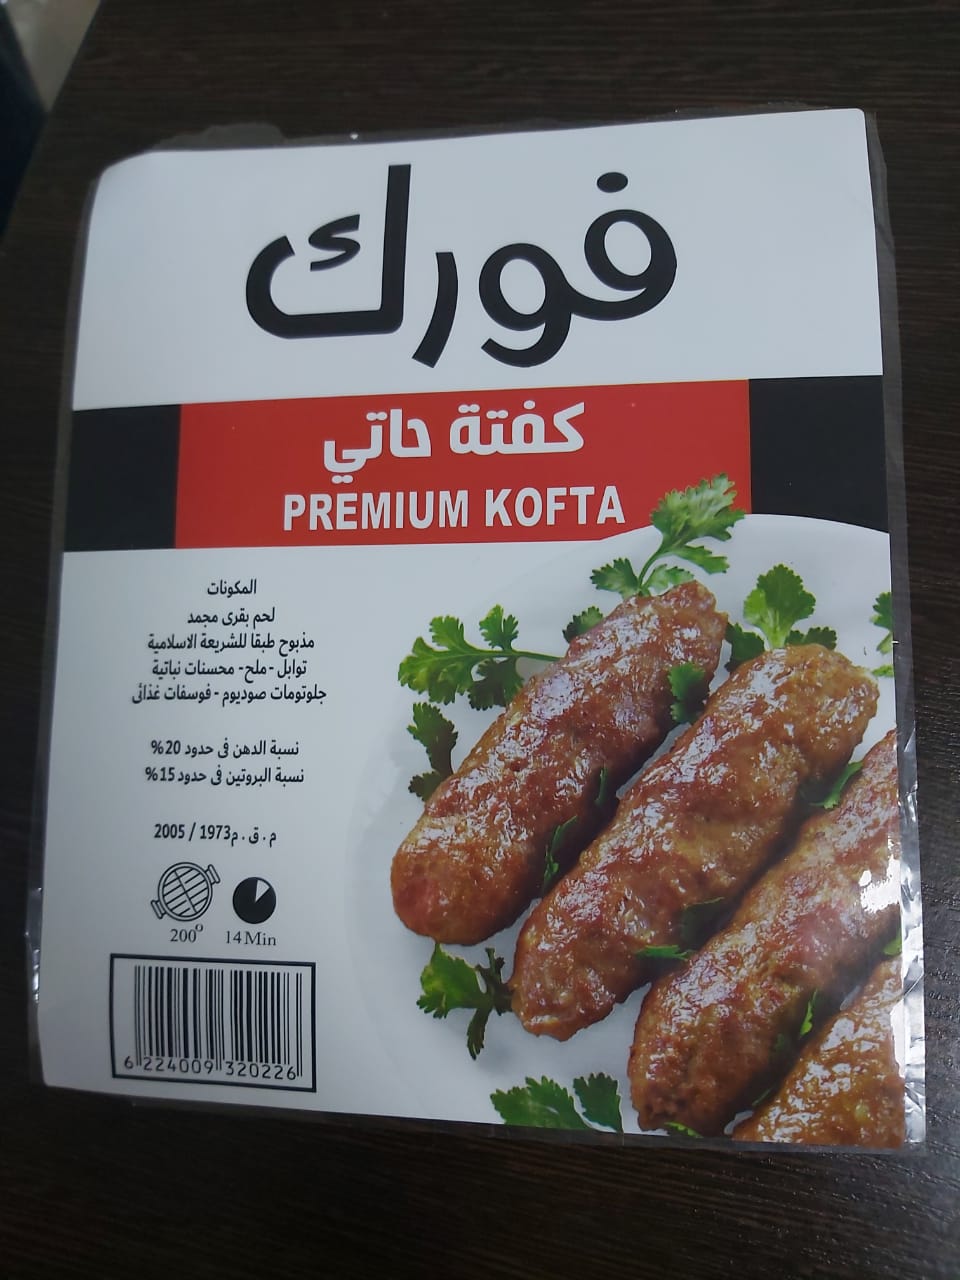 فورك
كفتة حاتي
PREMIUM KOFTA
المكونات
لحم بقرى مجمد
مذبوح طبقا للشريعة الاسلامية
توابل - ملح - محسنات نباتية
جلوتومات صوديوم - فوسفات غذائى
نسبة الدهن فى حدود 20%
نسبة البروتين فى حدود 15%
م . ق . م 1973 / 2005
200° 14 Min
6 224009 320226